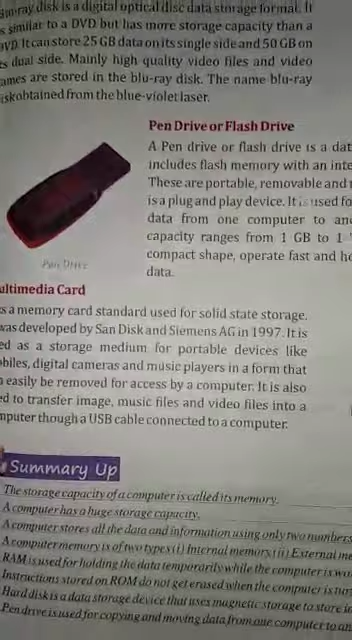 Blu-ray disk is a digital optical disc data storage format. It
is similar to a DVD but has more storage capacity than a
DVD. It can store 25 GB data on its single side and 50 GB on
its dual side. Mainly high quality video files and video
games are stored in the blu-ray disk. The name blu-ray
disk obtained from the blue-violet laser.
Pen Drive or Flash Drive
A Pen drive or flash drive is a dat
includes flash memory with an inte
These are portable, removable and
is a plug and play device. It is used fo
data from one computer to ano
capacity ranges from 1 GB to 1
compact shape, operate fast and ho
data.
Pen Drive
ultimedia Card
is a memory card standard used for solid state storage.
was developed by San Disk and Siemens AG in 1997. It is
ed as a storage medium for portable devices like
obiles, digital cameras and music players in a form that
easily be removed for access by a computer. It is also
ed to transfer image, music files and video files into a
mputer though a USB cable connected to a computer.
Summary Up
The storage capacity of a computer is called its memory.
A computer has a huge storage capacity.
A computer stores all the data and information using only two numbers
A computer memory is of two types (i) Internal memory (ii) External me
RAM is used for holding the data temporarily while the computer is wo
Instructions stored on ROM do not get erased when the computer is
Hard disk is a data storage device that uses magnetic storage to store
Pen drive is used for copying and moving data from one computer to an